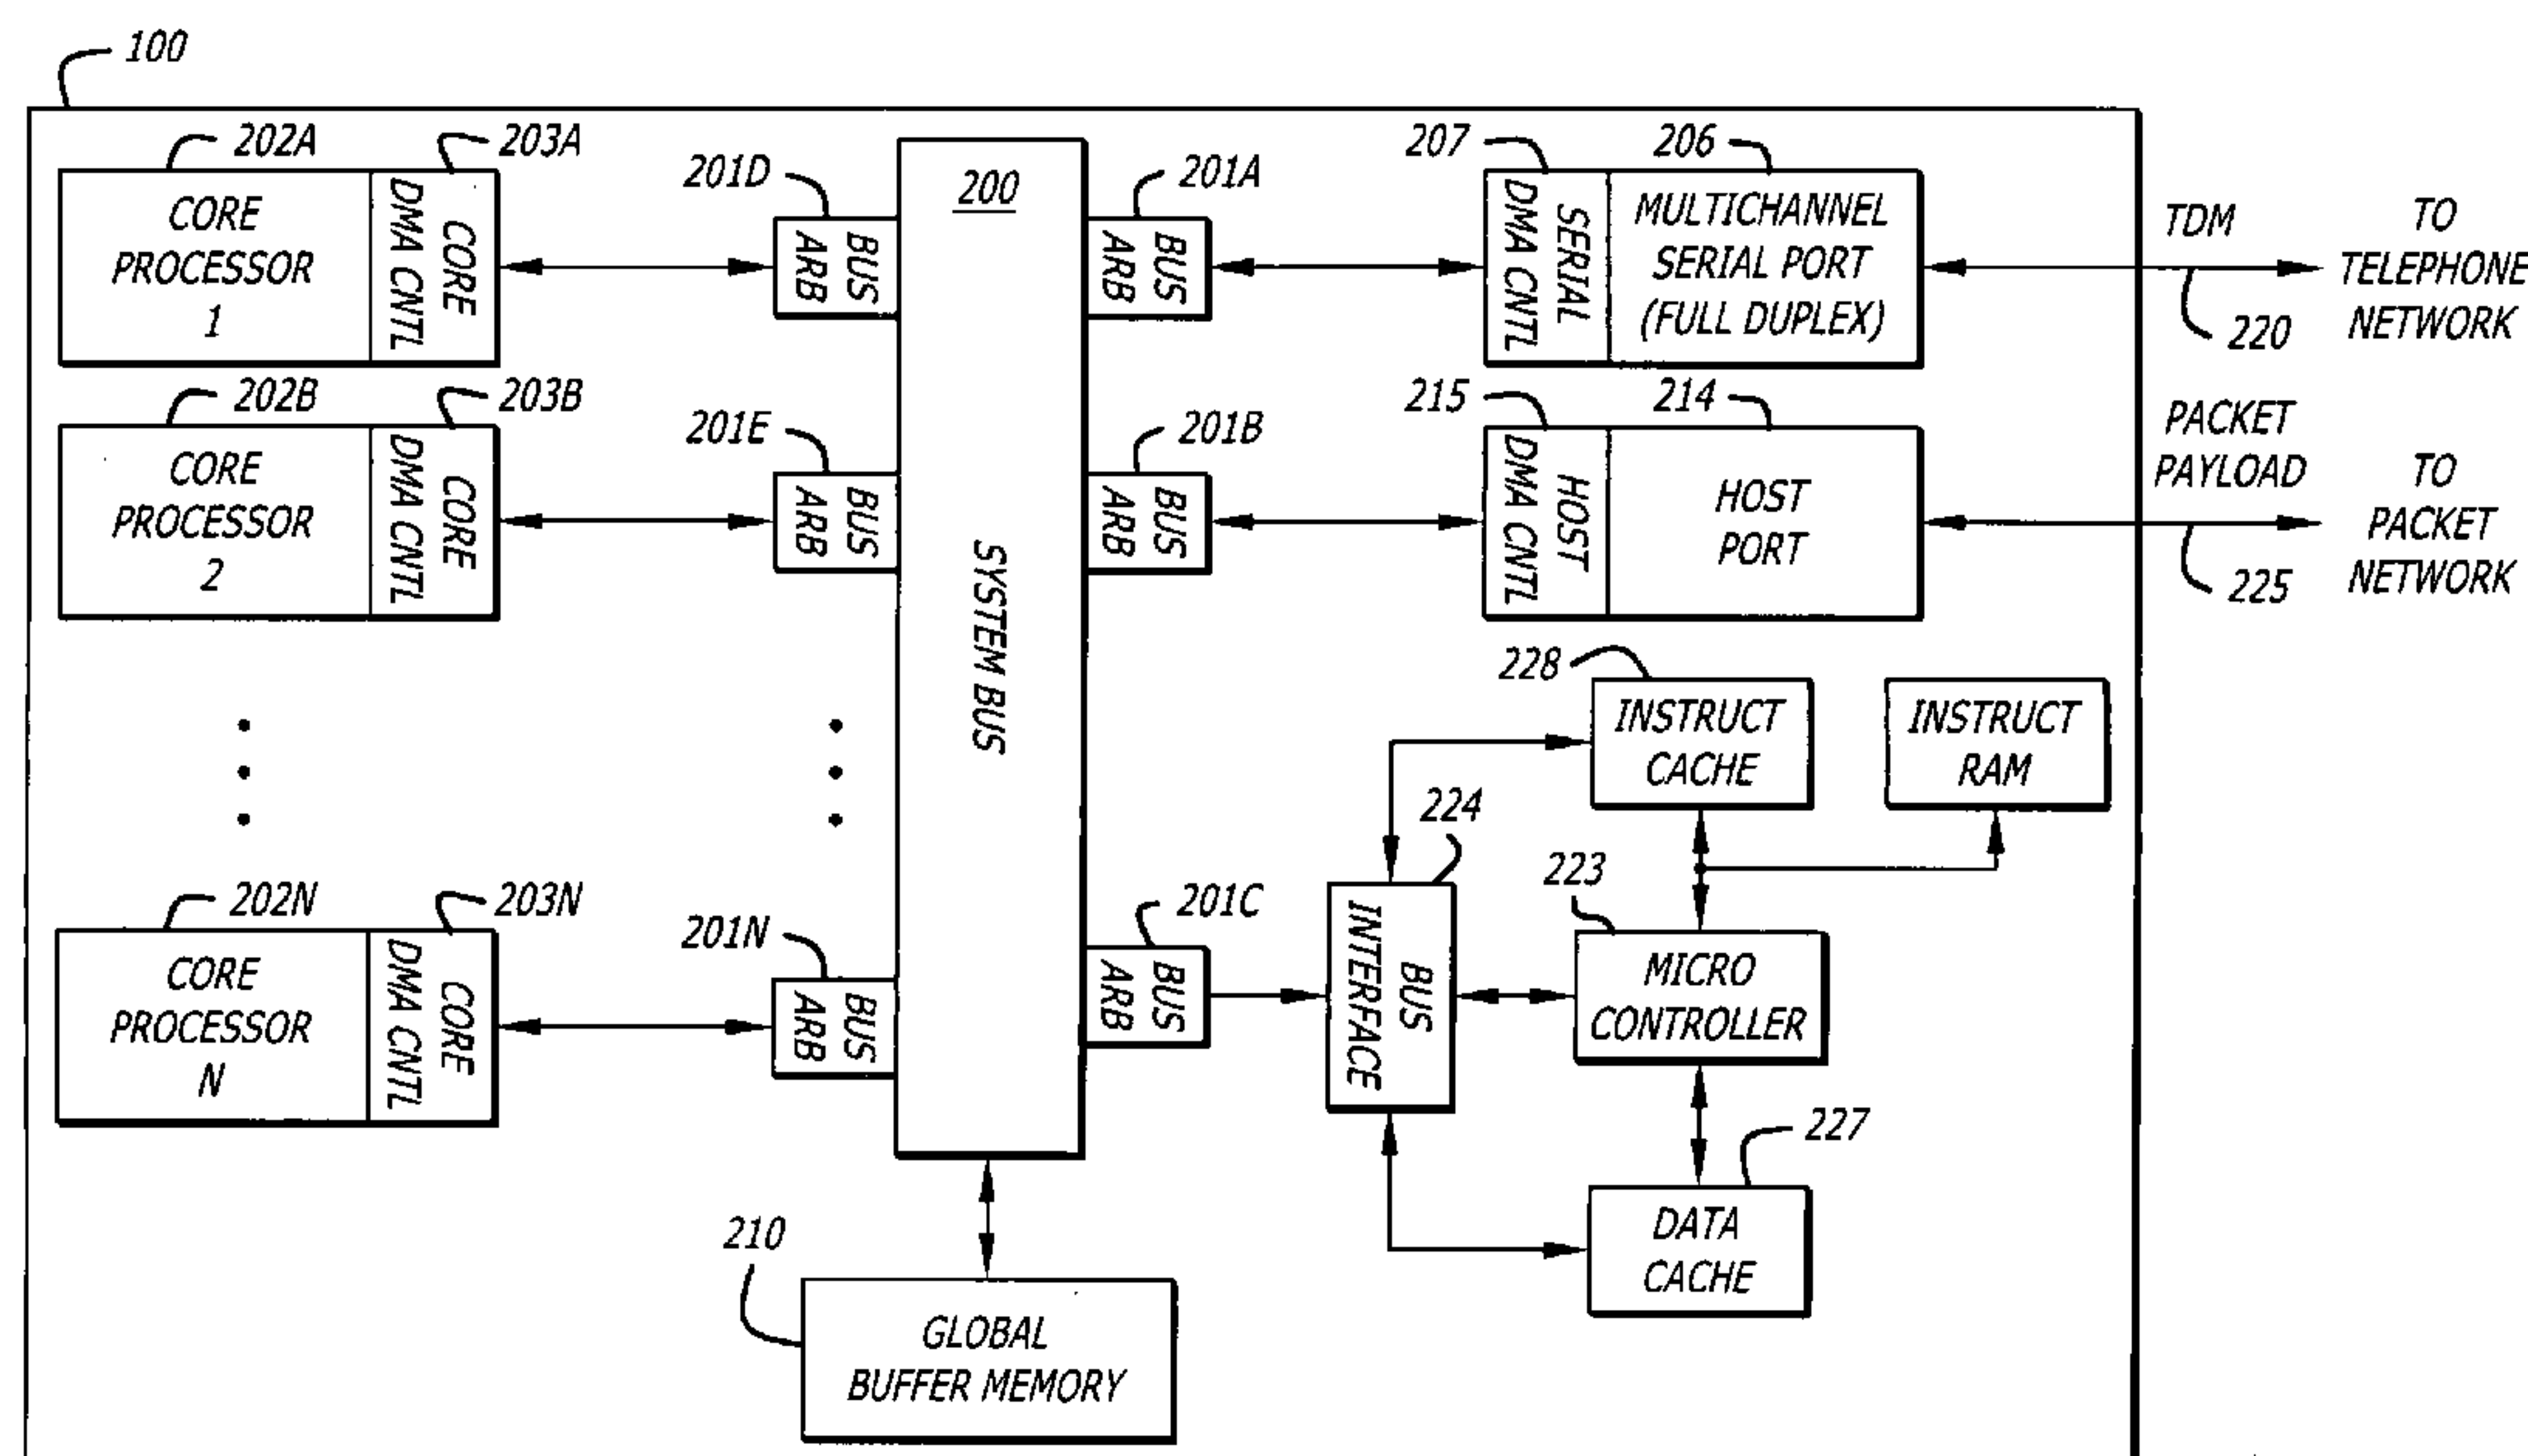 100
202A
203A
CORE
PROCESSOR
1
CORE
DMA CNTL
201D
BUS
ARB
200
SYSTEM BUS
201A
BUS
ARB
207
206
SERIAL
DMA CNTL
MULTICHANNEL
SERIAL PORT
(FULL DUPLEX)
TDM
220
TO
TELEPHONE
NETWORK
202B
203B
CORE
PROCESSOR
2
CORE
DMA CNTL
201E
BUS
ARB
201B
BUS
ARB
215
214
HOST
DMA CNTL
HOST
PORT
PACKET
PAYLOAD
225
TO
PACKET
NETWORK
228
INSTRUCT
CACHE
INSTRUCT
RAM
224
BUS
INTERFACE
223
MICRO
CONTROLLER
202N
203N
CORE
PROCESSOR
N
CORE
DMA CNTL
201N
BUS
ARB
201C
BUS
ARB
227
DATA
CACHE
210
GLOBAL
BUFFER MEMORY